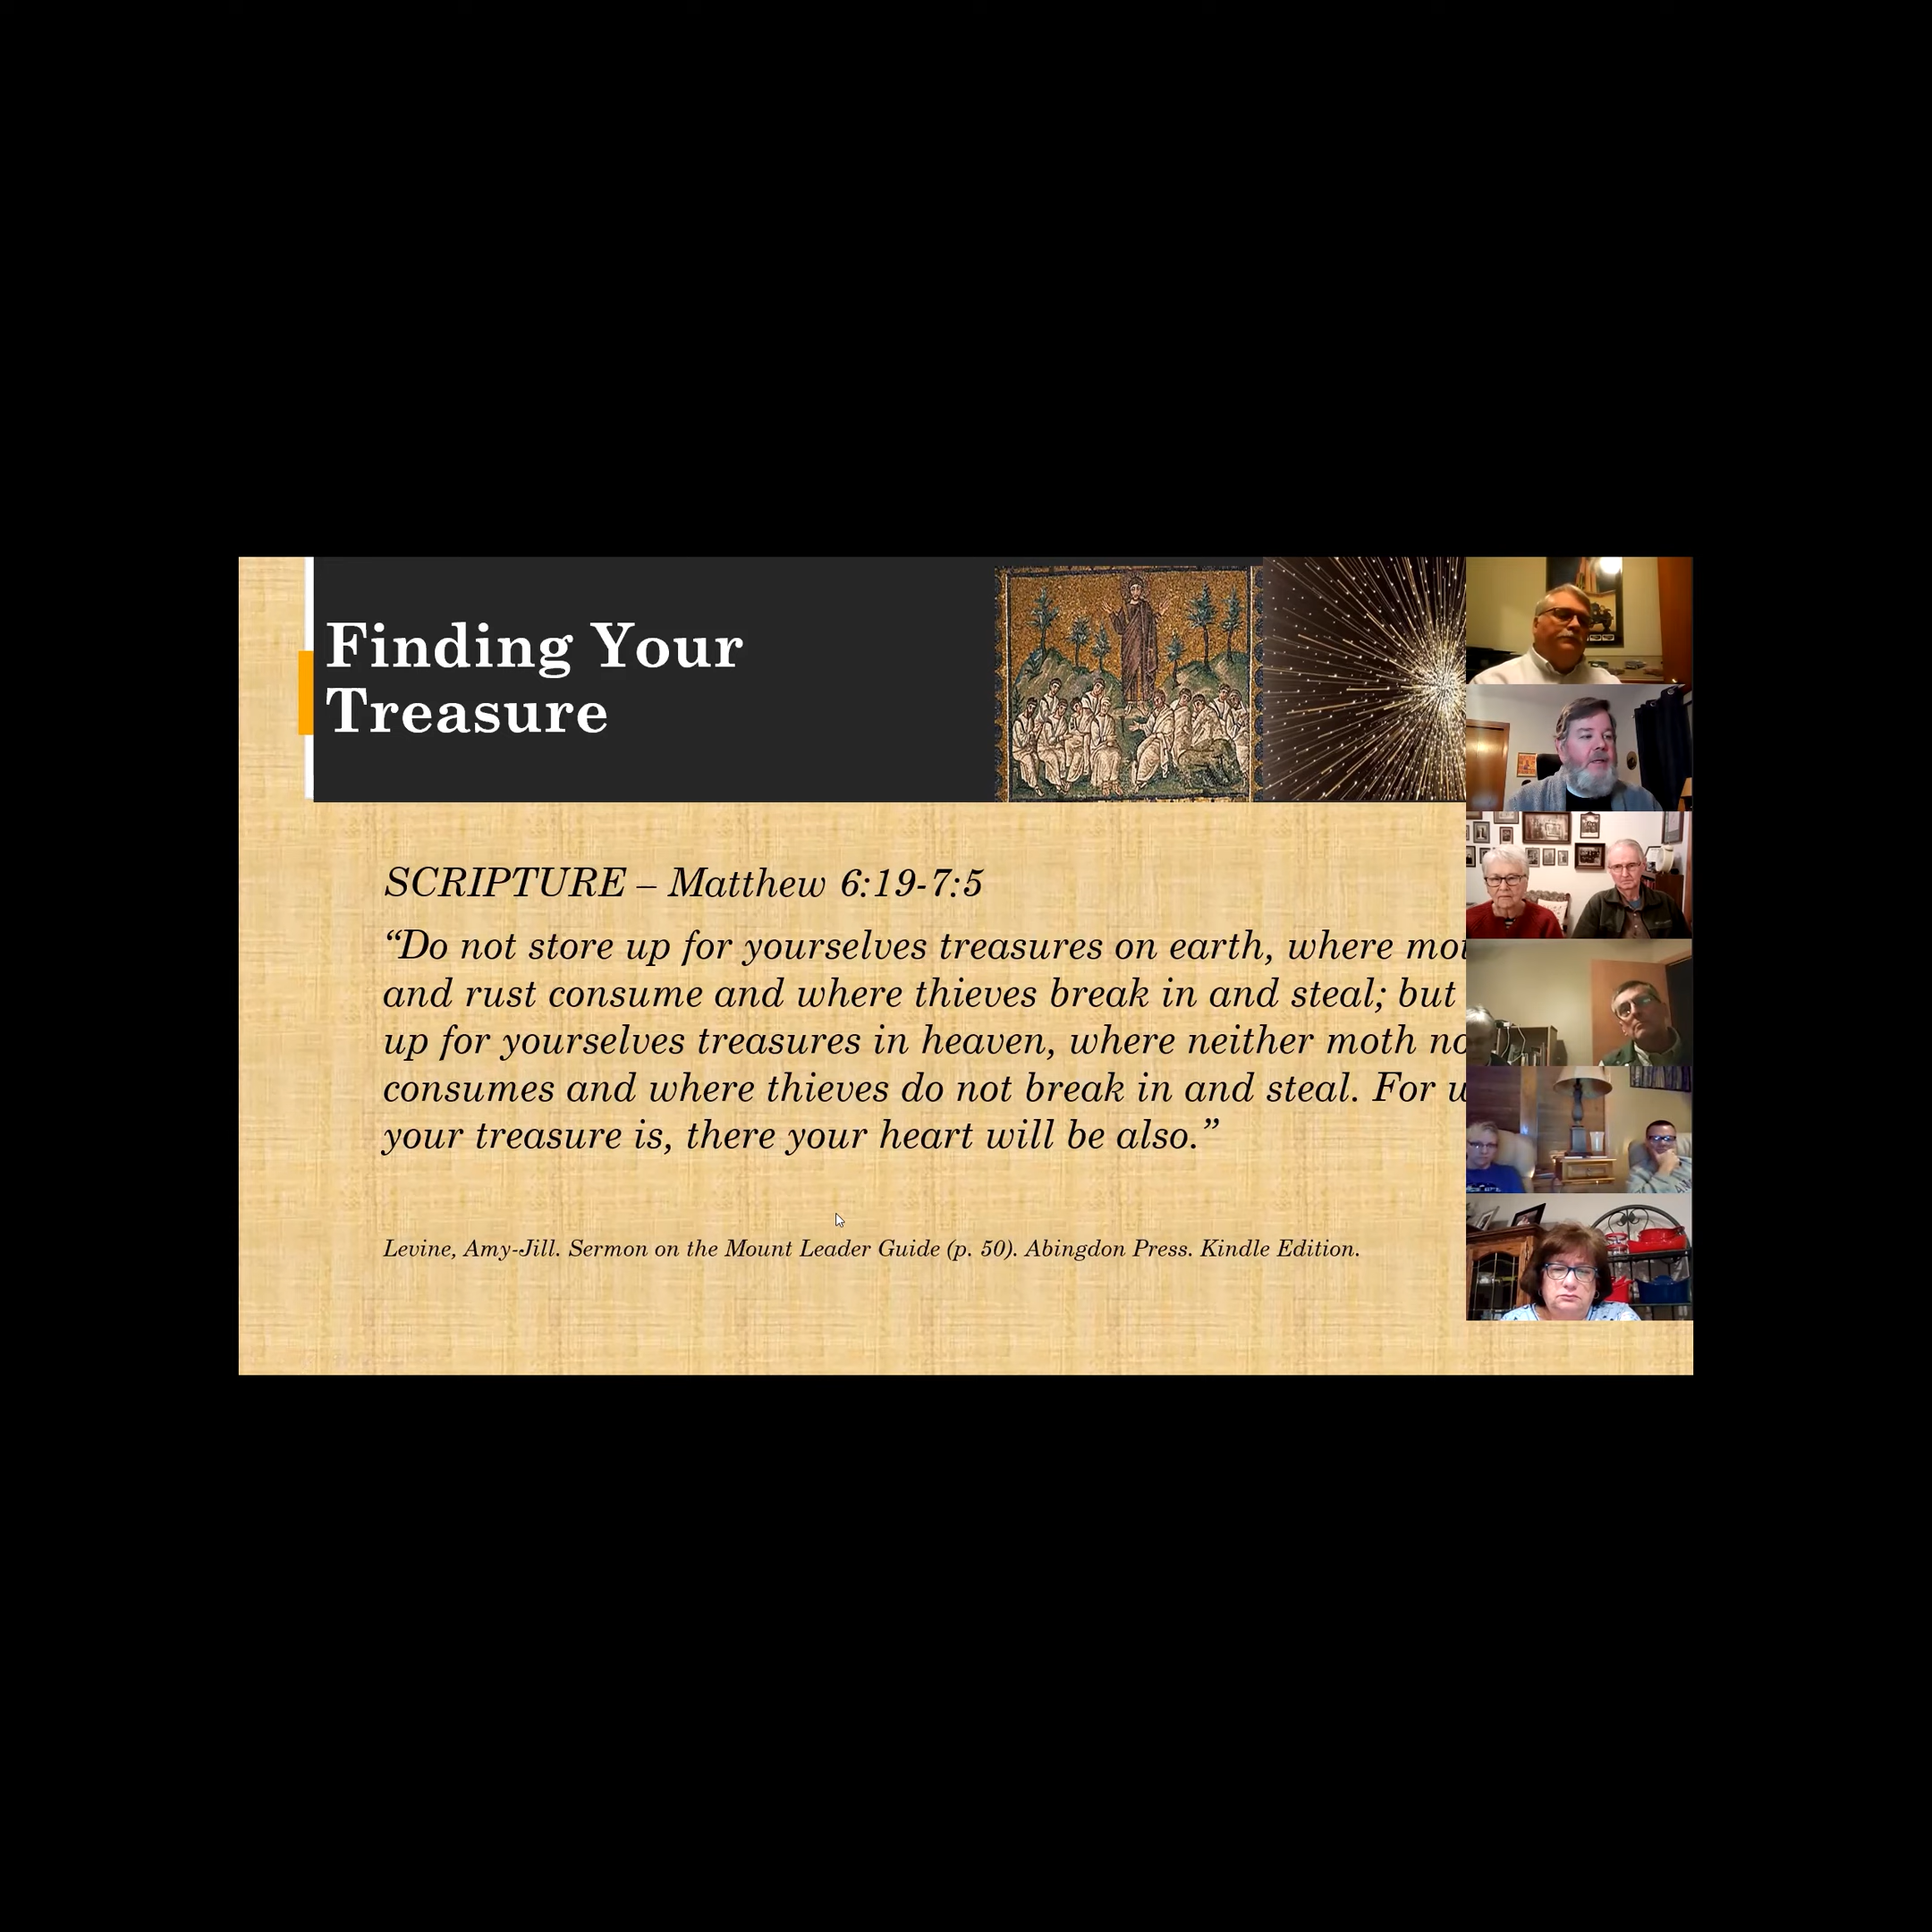 Finding Your
Treasure
SCRIPTURE – Matthew 6:19-7:5
“Do not store up for yourselves treasures on earth, where
and rust consume and where thieves break in and steal; but
up for yourselves treasures in heaven, where neither moth
consumes and where thieves do not break in and steal. For
your treasure is, there your heart will be also.”
Levine, Amy-Jill. Sermon on the Mount Leader Guide (p. 50). Abingdon Press. Kindle Edition.